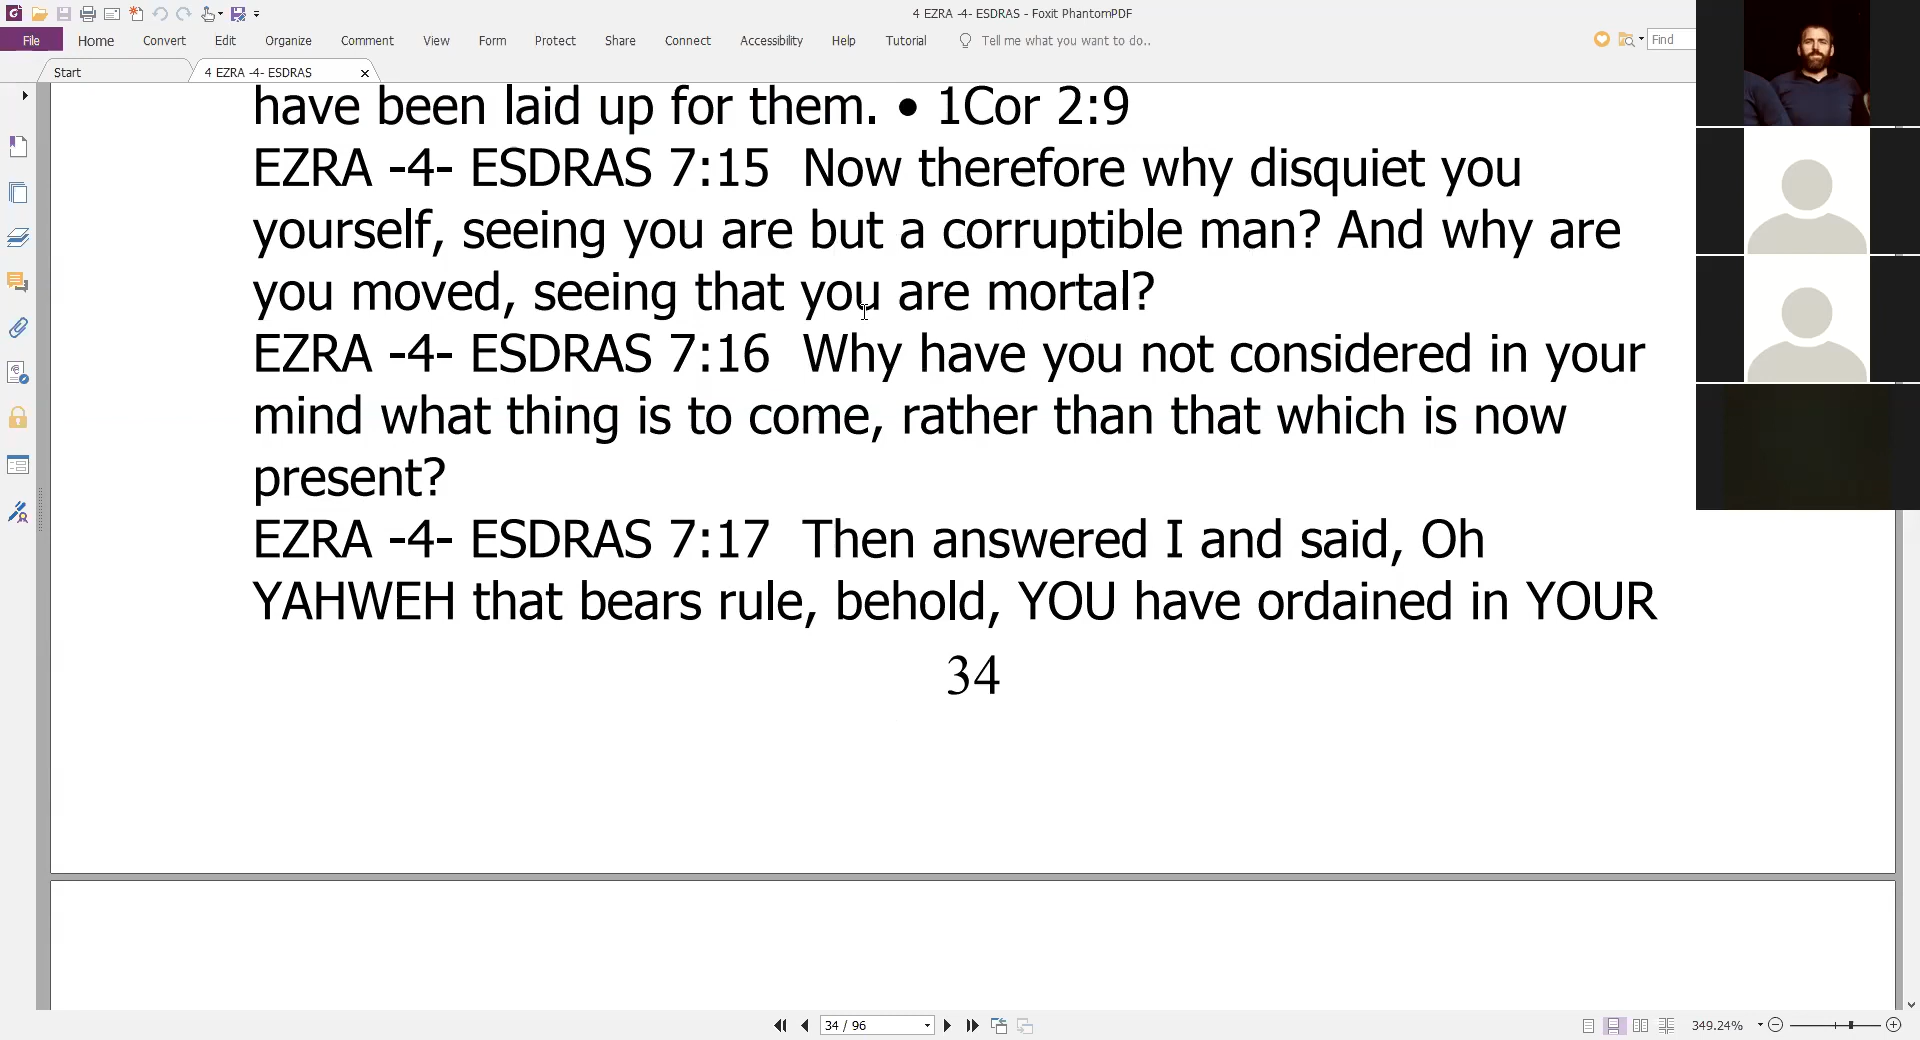 4 EZRA -4- ESDRAS - Foxit PhantomPDF
File Home Convert Edit Organize Comment View Form Protect Share Connect Accessibility Help Tutorial Tell me what you want to do.. Find
Start 4 EZRA -4- ESDRAS
have been laid up for them. • 1Cor 2:9
EZRA -4- ESDRAS 7:15 Now therefore why disquiet you
yourself, seeing you are but a corruptible man? And why are
you moved, seeing that you are mortal?
EZRA -4- ESDRAS 7:16 Why have you not considered in your
mind what thing is to come, rather than that which is now
present?
EZRA -4- ESDRAS 7:17 Then answered I and said, Oh
YAHWEH that bears rule, behold, YOU have ordained in YOUR
34
34 / 96 349.24%